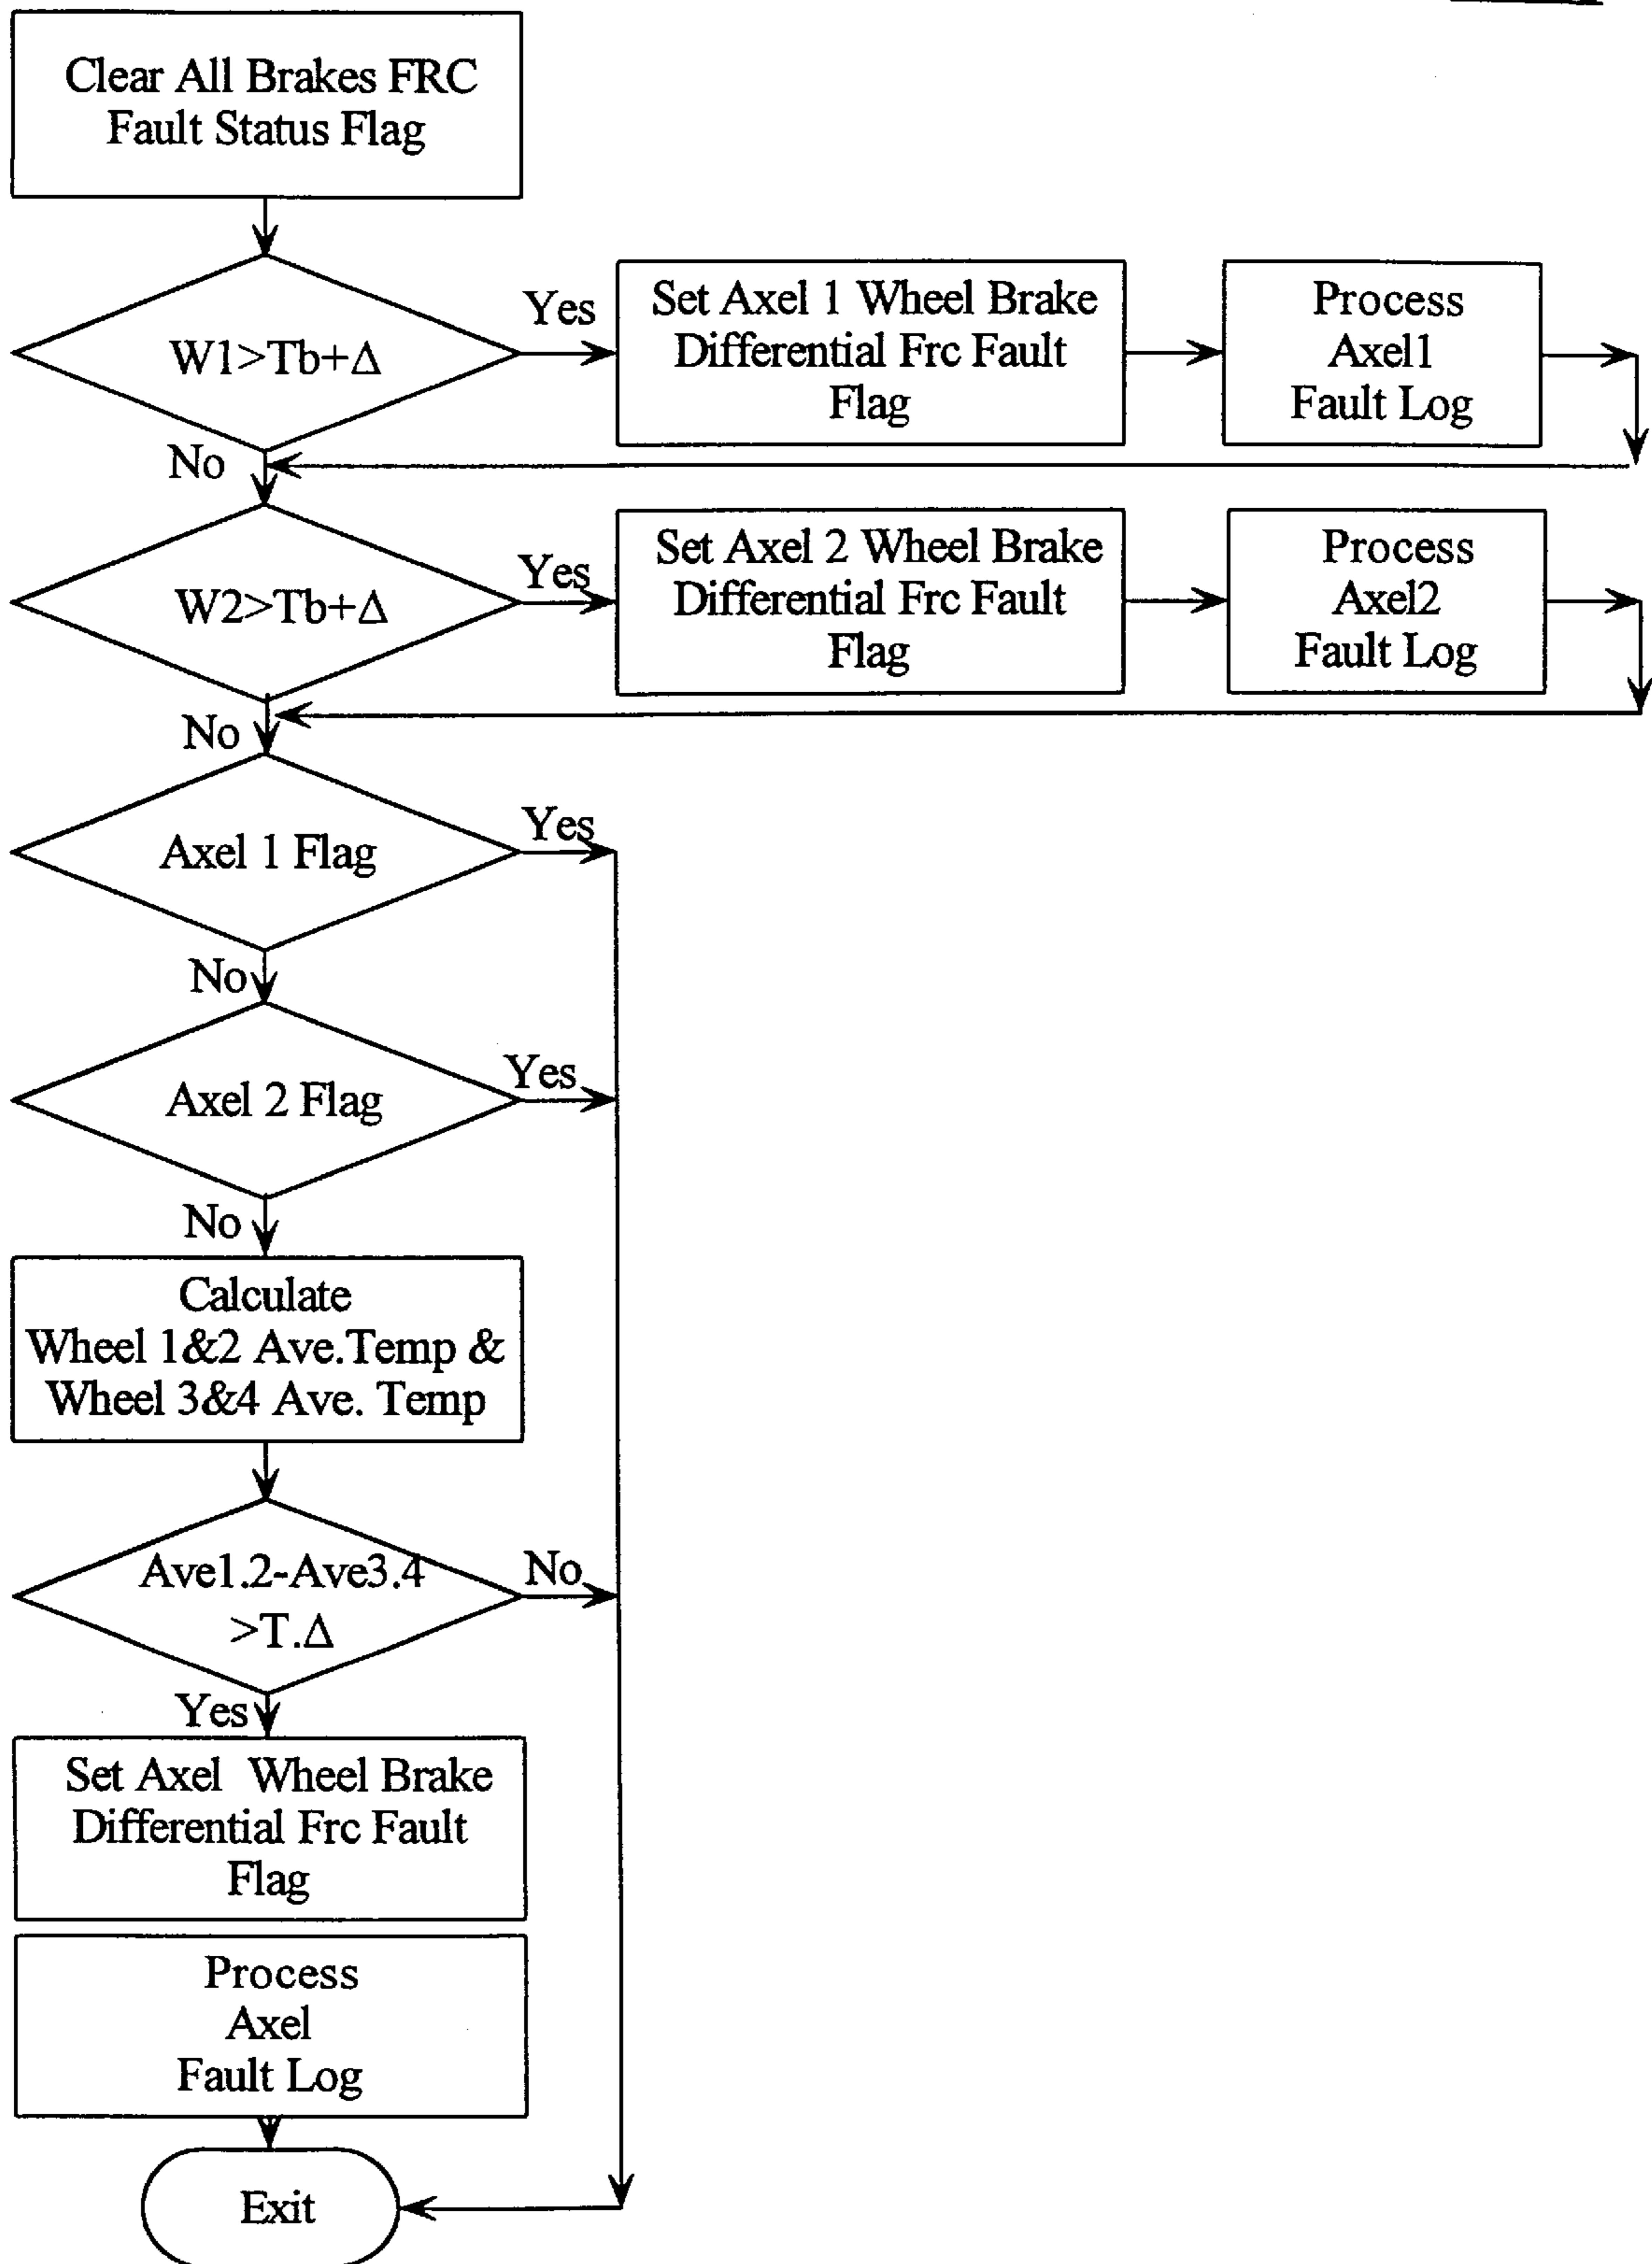 Clear All Brakes FRC
Fault Status Flag
W1>Tb+Δ
Yes
Set Axel 1 Wheel Brake
Differential Frc Fault
Flag
Process
Axel1
Fault Log
No
W2>Tb+Δ
Yes
Set Axel 2 Wheel Brake
Differential Frc Fault
Flag
Process
Axel2
Fault Log
No
Axel 1 Flag
Yes
No
Axel 2 Flag
Yes
No
Calculate
Wheel 1&2 Ave.Temp &
Wheel 3&4 Ave. Temp
Ave1.2-Ave3.4
>T.Δ
No
Yes
Set Axel Wheel Brake
Differential Frc Fault
Flag
Process
Axel
Fault Log
Exit